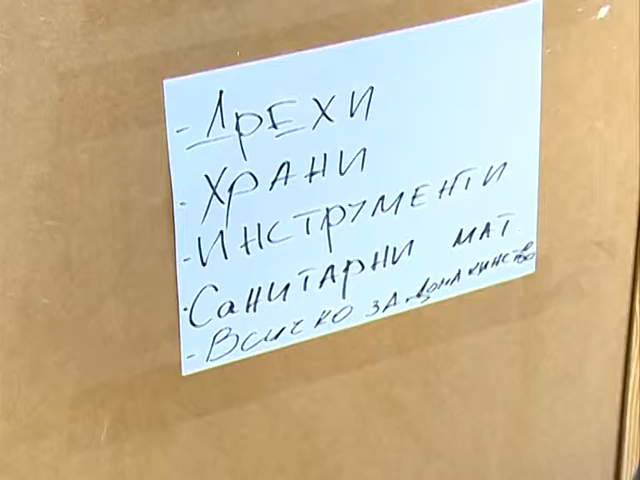 - ДРЕХИ
- ХРАНИ
- ИНСТРУМЕНТИ
- САНИТАРНИ МАТ.
- ВСИЧКО ЗА ДОМАКИНСТВО